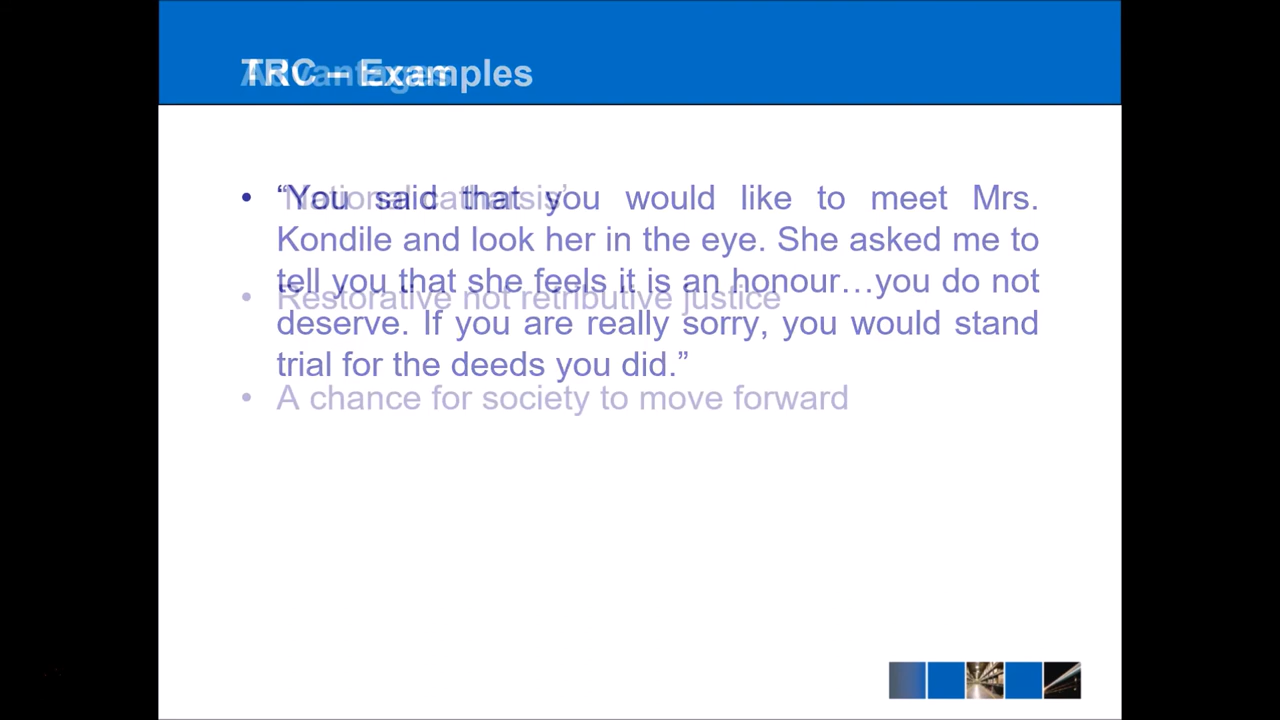 TRC – Examples
Advantages
• “You said that you would like to meet Mrs.
Kondile and look her in the eye. She asked me to
tell you that she feels it is an honour…you do not
deserve. If you are really sorry, you would stand
trial for the deeds you did.”
‘National catharsis’
• Restorative not retributive justice
• A chance for society to move forward